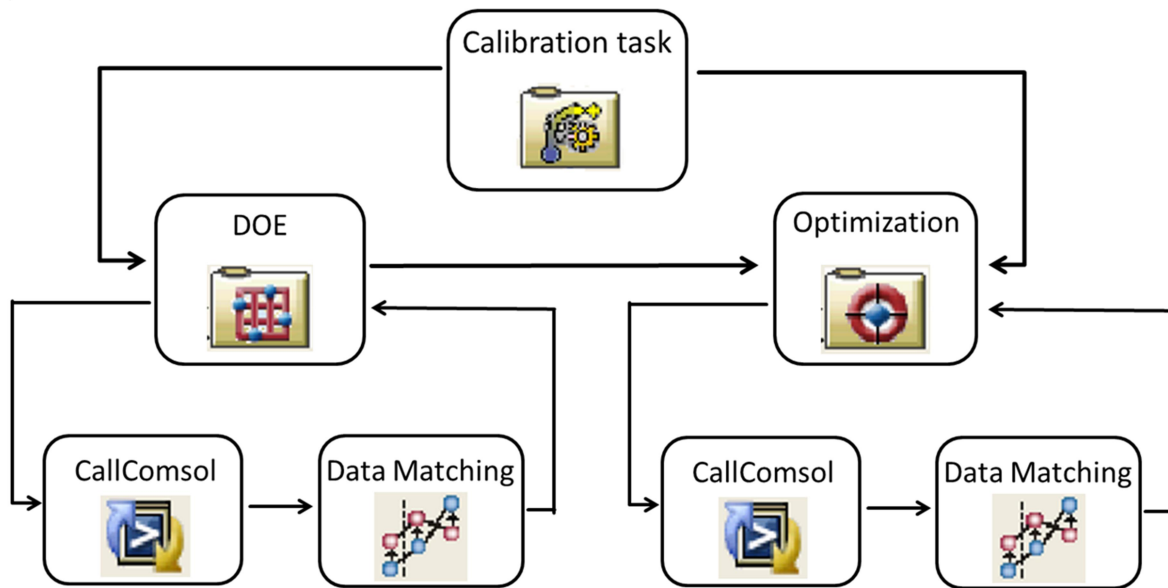 Calibration task
DOE
Optimization
CallComsol
Data Matching
CallComsol
Data Matching